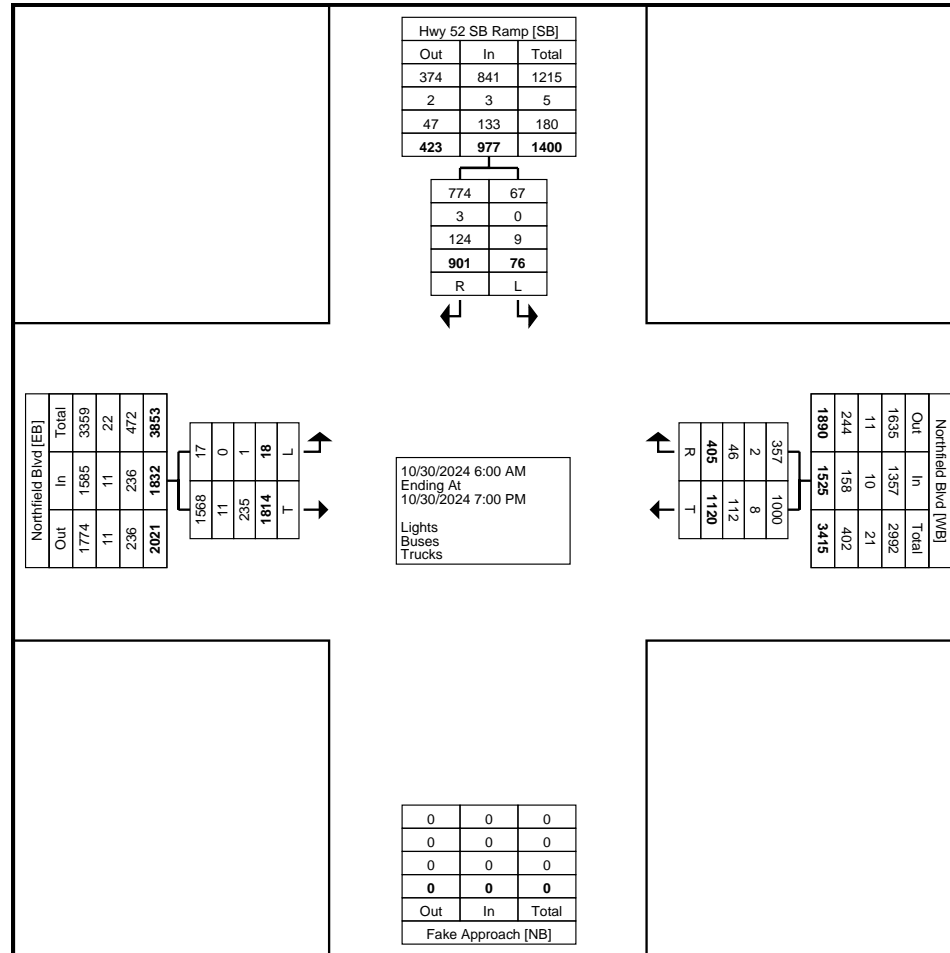 Hwy 52 SB Ramp [SB]
Out In Total
374 841 1215
2 3 5
47 133 180
423 977 1400
774 67
3 0
124 9
901 76
R L
Northfield Blvd [EB]
Total In Out
3359 1585 1774
22 11 11
472 236 236
3853 1832 2021
17 1568
0 11
1 235
18 1814
L T
10/30/2024 6:00 AM
Ending At
10/30/2024 7:00 PM
Lights
Buses
Trucks
R T
405 1120
46 112
2 8
357 1000
Northfield Blvd [WB]
Out In Total
1635 1357 2992
11 10 21
244 158 402
1890 1525 3415
0 0 0
0 0 0
0 0 0
0 0 0
Out In Total
Fake Approach [NB]